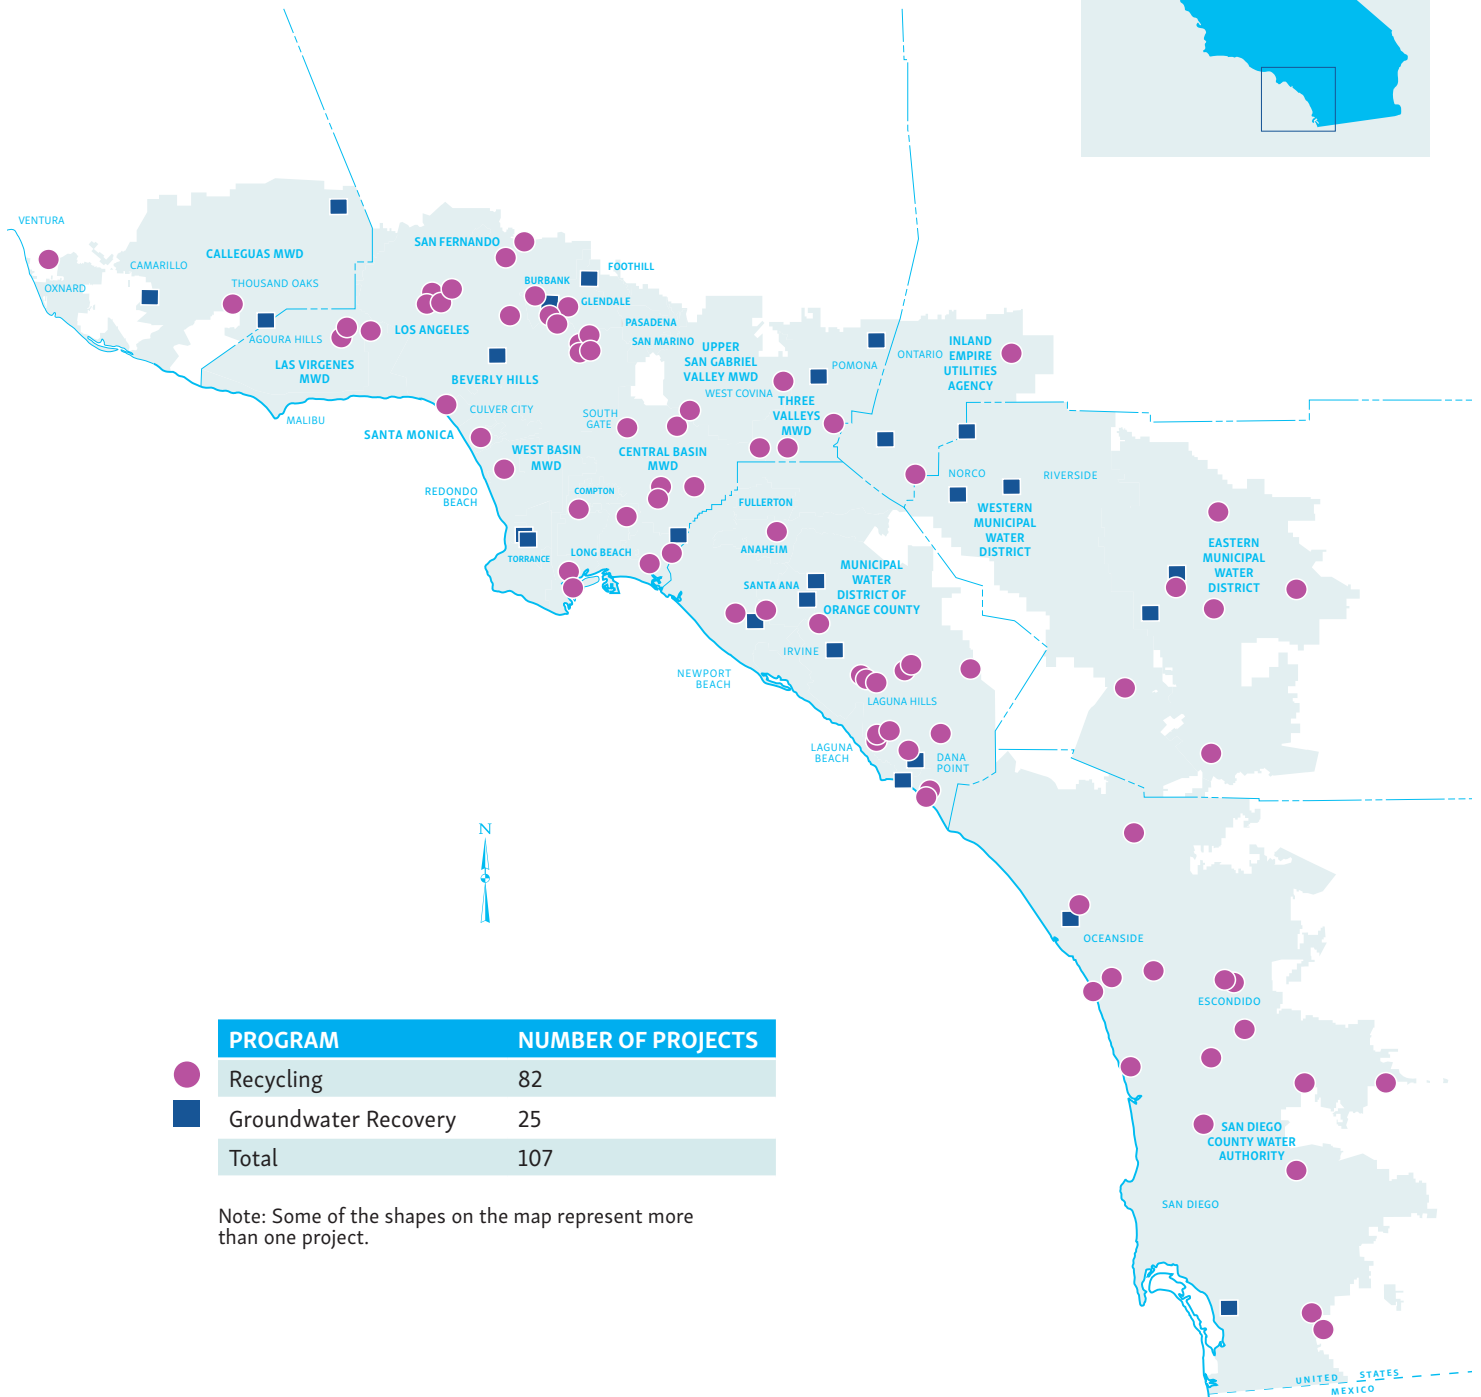 VENTURA
OXNARD
CAMARILLO
CALLEGUAS MWD
THOUSAND OAKS
AGOURA HILLS
LAS VIRGENES
MWD
MALIBU
SAN FERNANDO
LOS ANGELES
BURBANK
FOOTHILL
GLENDALE
PASADENA
SAN MARINO
BEVERLY HILLS
CULVER CITY
SANTA MONICA
WEST BASIN
MWD
REDONDO
BEACH
SOUTH
GATE
CENTRAL BASIN
MWD
COMPTON
TORRANCE
LONG BEACH
UPPER
SAN GABRIEL
VALLEY MWD
WEST COVINA
THREE
VALLEYS
MWD
POMONA
ONTARIO
INLAND
EMPIRE
UTILITIES
AGENCY
FULLERTON
ANAHEIM
SANTA ANA
MUNICIPAL
WATER
DISTRICT OF
ORANGE COUNTY
IRVINE
NEWPORT
BEACH
LAGUNA HILLS
LAGUNA
BEACH
DANA
POINT
NORCO
RIVERSIDE
WESTERN
MUNICIPAL
WATER
DISTRICT
EASTERN
MUNICIPAL
WATER
DISTRICT
N
OCEANSIDE
ESCONDIDO
SAN DIEGO
COUNTY WATER
AUTHORITY
SAN DIEGO
UNITED STATES
MEXICO
PROGRAM NUMBER OF PROJECTS
Recycling 82
Groundwater Recovery 25
Total 107
Note: Some of the shapes on the map represent more
than one project.